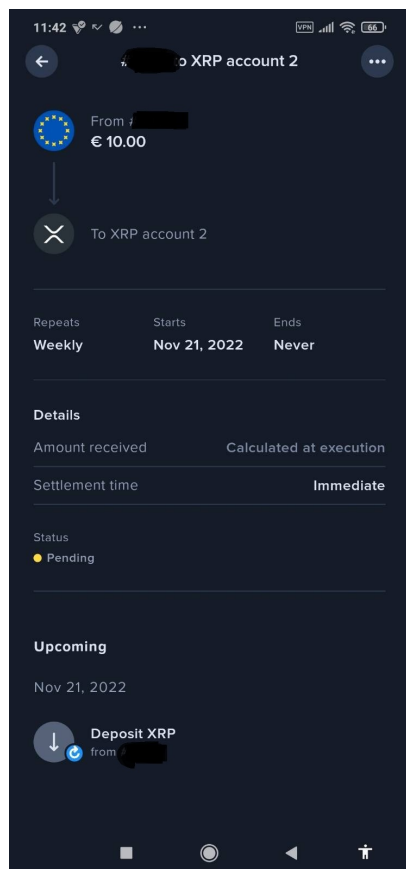 11:42
VPN
66
to XRP account 2
From #
€ 10.00
To XRP account 2
Repeats Starts Ends
Weekly Nov 21, 2022 Never
Details
Amount received Calculated at execution
Settlement time Immediate
Status
Pending
Upcoming
Nov 21, 2022
Deposit XRP
from #